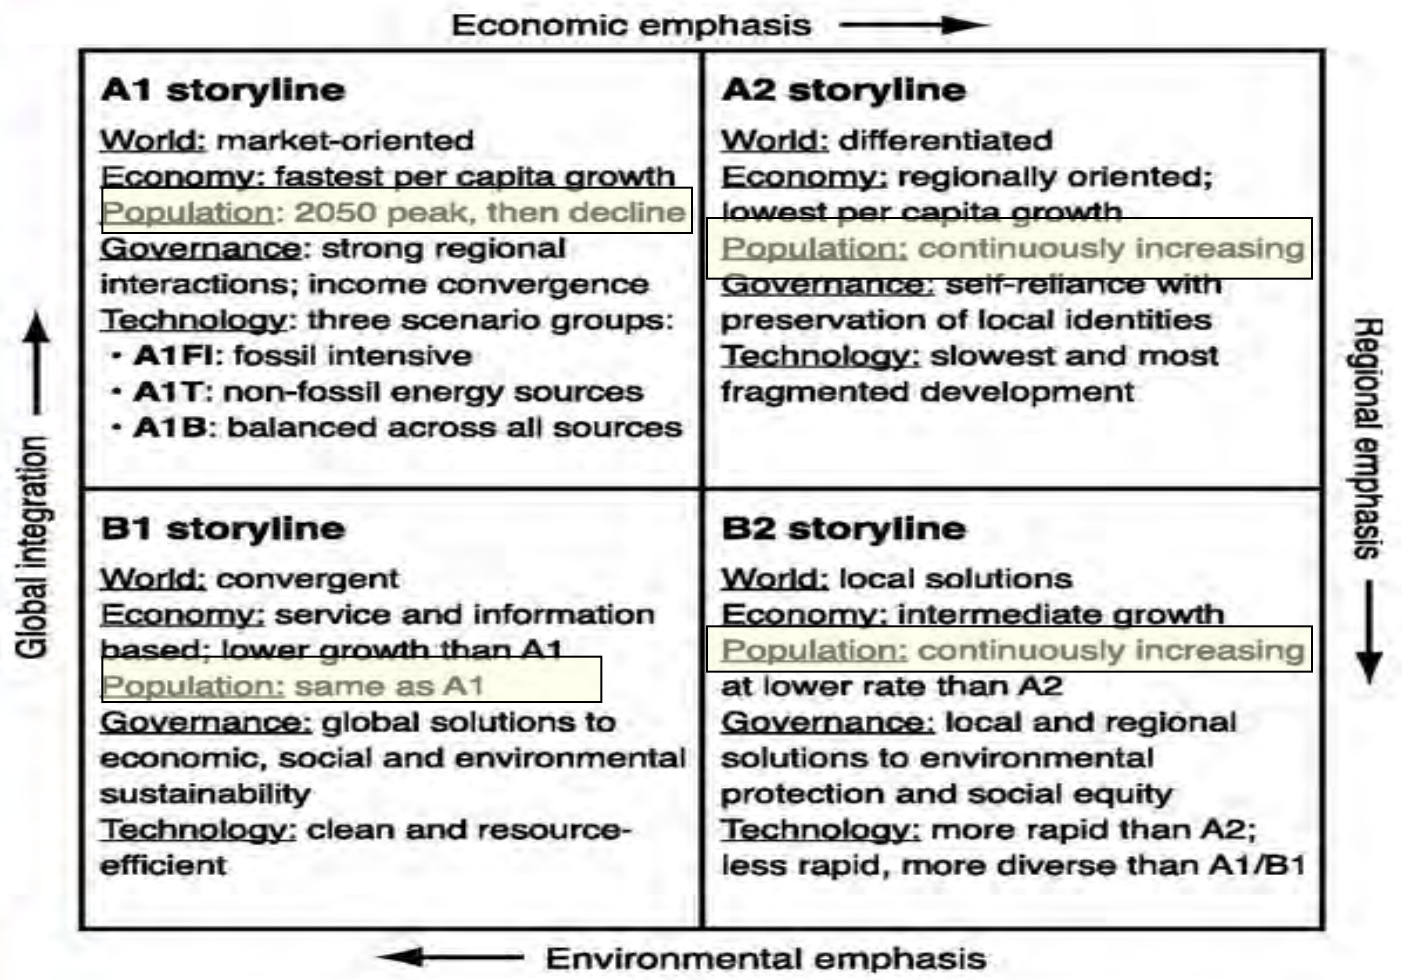 Economic emphasis
A1 storyline
World: market-oriented
Economy: fastest per capita growth
Population: 2050 peak, then decline
Governance: strong regional
interactions; income convergence
Technology: three scenario groups:
• A1FI: fossil intensive
• A1T: non-fossil energy sources
• A1B: balanced across all sources
A2 storyline
World: differentiated
Economy: regionally oriented;
lowest per capita growth
Population: continuously increasing
Governance: self-reliance with
preservation of local identities
Technology: slowest and most
fragmented development
B1 storyline
World: convergent
Economy: service and information
based; lower growth than A1
Population: same as A1
Governance: global solutions to
economic, social and environmental
sustainability
Technology: clean and resource-
efficient
B2 storyline
World: local solutions
Economy: intermediate growth
Population: continuously increasing
at lower rate than A2
Governance: local and regional
solutions to environmental
protection and social equity
Technology: more rapid than A2;
less rapid, more diverse than A1/B1
Global integration
Regional emphasis
Environmental emphasis